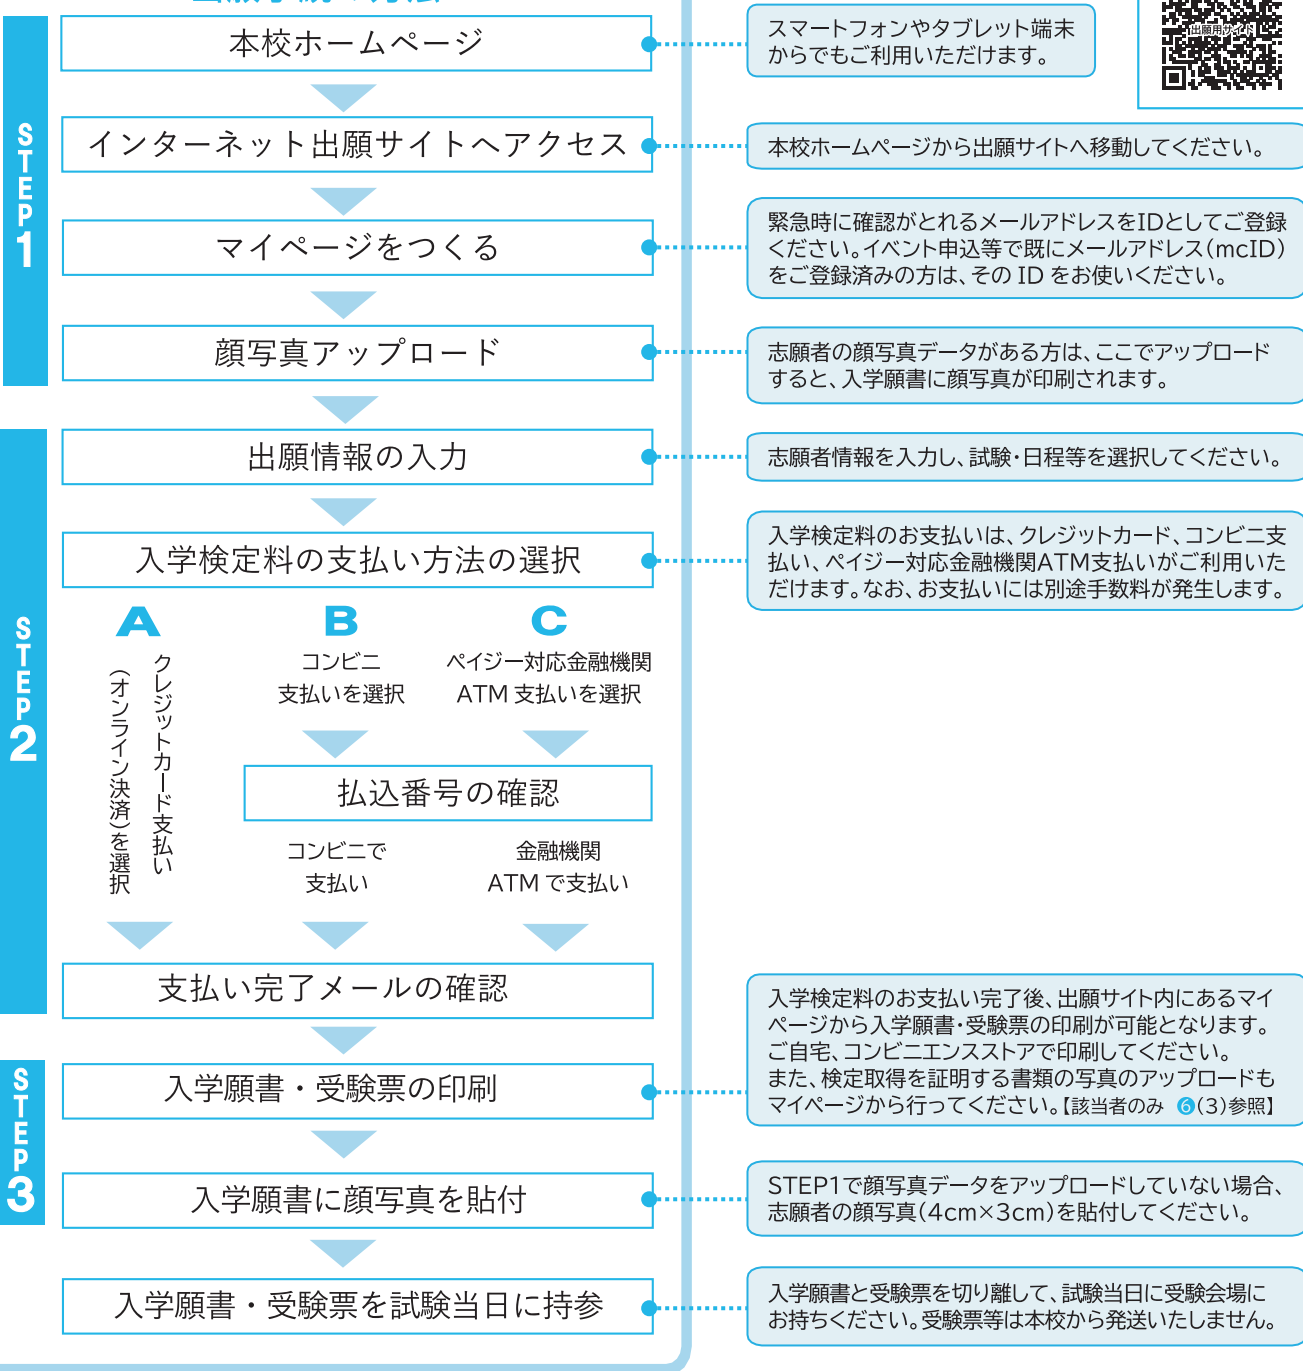 本校ホームページ
スマートフォンやタブレット端末
からでもご利用いただけます。
出願用サイト
STEP1
インターネット出願サイトへアクセス
本校ホームページから出願サイトへ移動してください。
マイページをつくる
緊急時に確認がとれるメールアドレスをIDとしてご登録
ください。イベント申込等で既にメールアドレス(mcID)
をご登録済みの方は、その ID をお使いください。
顔写真アップロード
志願者の顔写真データがある方は、ここでアップロード
すると、入学願書に顔写真が印刷されます。
STEP2
出願情報の入力
志願者情報を入力し、試験・日程等を選択してください。
入学検定料の支払い方法の選択
入学検定料のお支払いは、クレジットカード、コンビニ支
払い、ペイジー対応金融機関ATM支払いがご利用いた
だけます。なお、お支払いには別途手数料が発生します。
A
クレジットカード支払い
(オンライン決済)を選択
B
コンビニ
支払いを選択
C
ペイジー対応金融機関
ATM 支払いを選択
払込番号の確認
コンビニで
支払い
金融機関
ATM で支払い
支払い完了メールの確認
STEP3
入学願書・受験票の印刷
入学検定料のお支払い完了後、出願サイト内にあるマイ
ページから入学願書・受験票の印刷が可能となります。
ご自宅、コンビニエンスストアで印刷してください。
また、検定取得を証明する書類の写真のアップロードも
マイページから行ってください。【該当者のみ ❻(3)参照】
入学願書に顔写真を貼付
STEP1で顔写真データをアップロードしていない場合、
志願者の顔写真(4cm×3cm)を貼付してください。
入学願書・受験票を試験当日に持参
入学願書と受験票を切り離して、試験当日に受験会場に
お持ちください。受験票等は本校から発送いたしません。